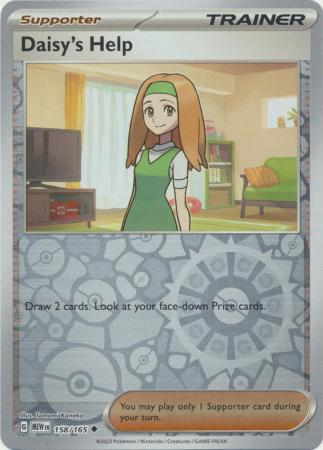 Supporter TRAINER
Daisy's Help
Draw 2 cards. Look at your face-down Prize cards.
Illus. Tomomi Kaneko
G MEW EN 158/165 ◆
You may play only 1 Supporter card during your turn.
©2023 Pokémon / Nintendo / Creatures / GAME FREAK